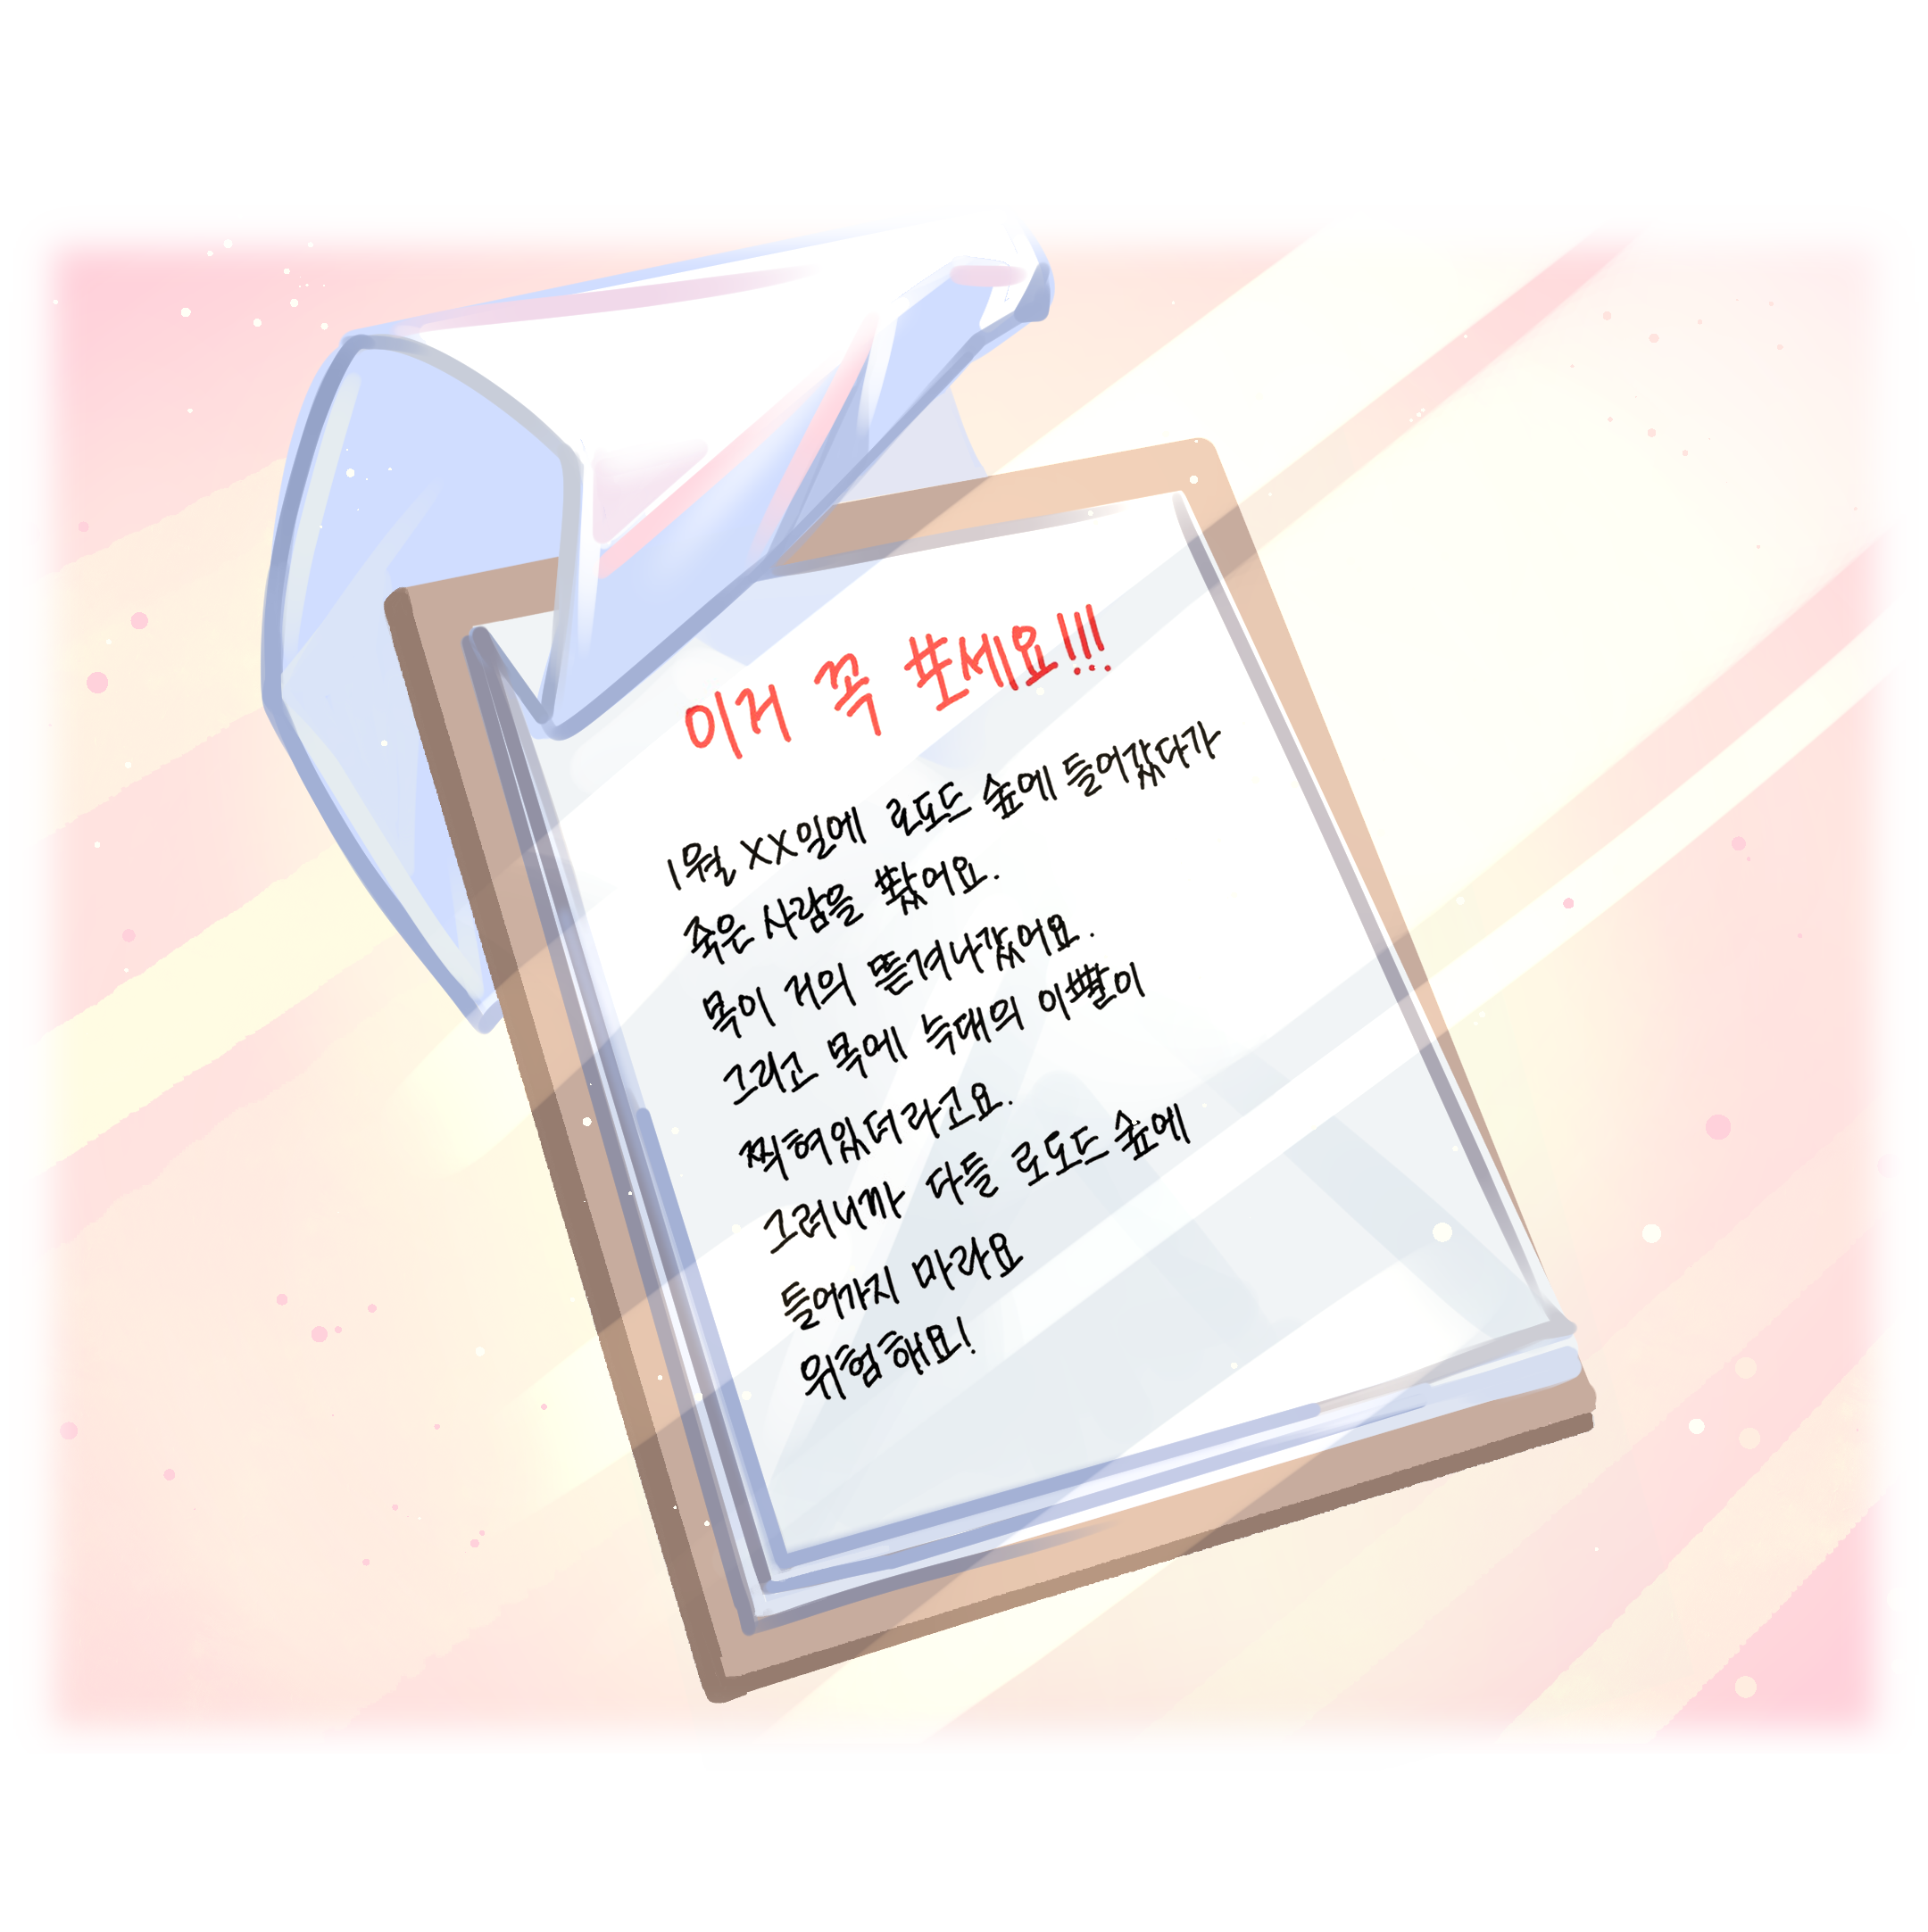 이거 꼭 보세요!!!
1월 XX일에 로도드 숲에 들어갔다가
죽은 사람을 봤어요.
목이 거의 뜯겨나갔어요.
그리고 목에 늑대의 이빨이
찍혀있더라고요.
그러니까 다들 로도드 숲에
들어가지 마라요
위험해요!